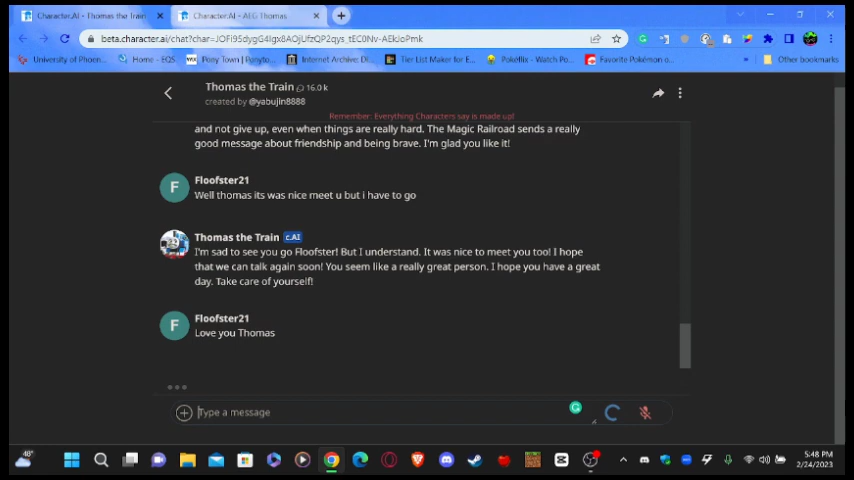 Character.AI - Thomas the Train
Character.AI - AEG Thomas
beta.character.ai/chat?char=JOFi95dygG4Igx8AOjUfzQP2qys_tEC0Nv-AEkJoPmk
University of Phoen...
Home - EQS
Poxy Town | Ponyto...
Internet Archive: Di...
Tier List Maker for E...
Pokéflix - Watch Po...
Favorite Pokémon o...
Other bookmarks
Thomas the Train 16.0 k
created by @yabujin8888
Remember: Everything Characters say is made up!
and not give up, even when things are really hard. The Magic Railroad sends a really
good message about friendship and being brave. I'm glad you like it!
F
Floofster21
Well thomas its was nice meet u but i have to go
Thomas the Train c.AI
I'm sad to see you go Floofster! But I understand. It was nice to meet you too! I hope
that we can talk again soon! You seem like a really great person. I hope you have a great
day. Take care of yourself!
F
Floofster21
Love you Thomas
Type a message
48°
5:48 PM
2/24/2023